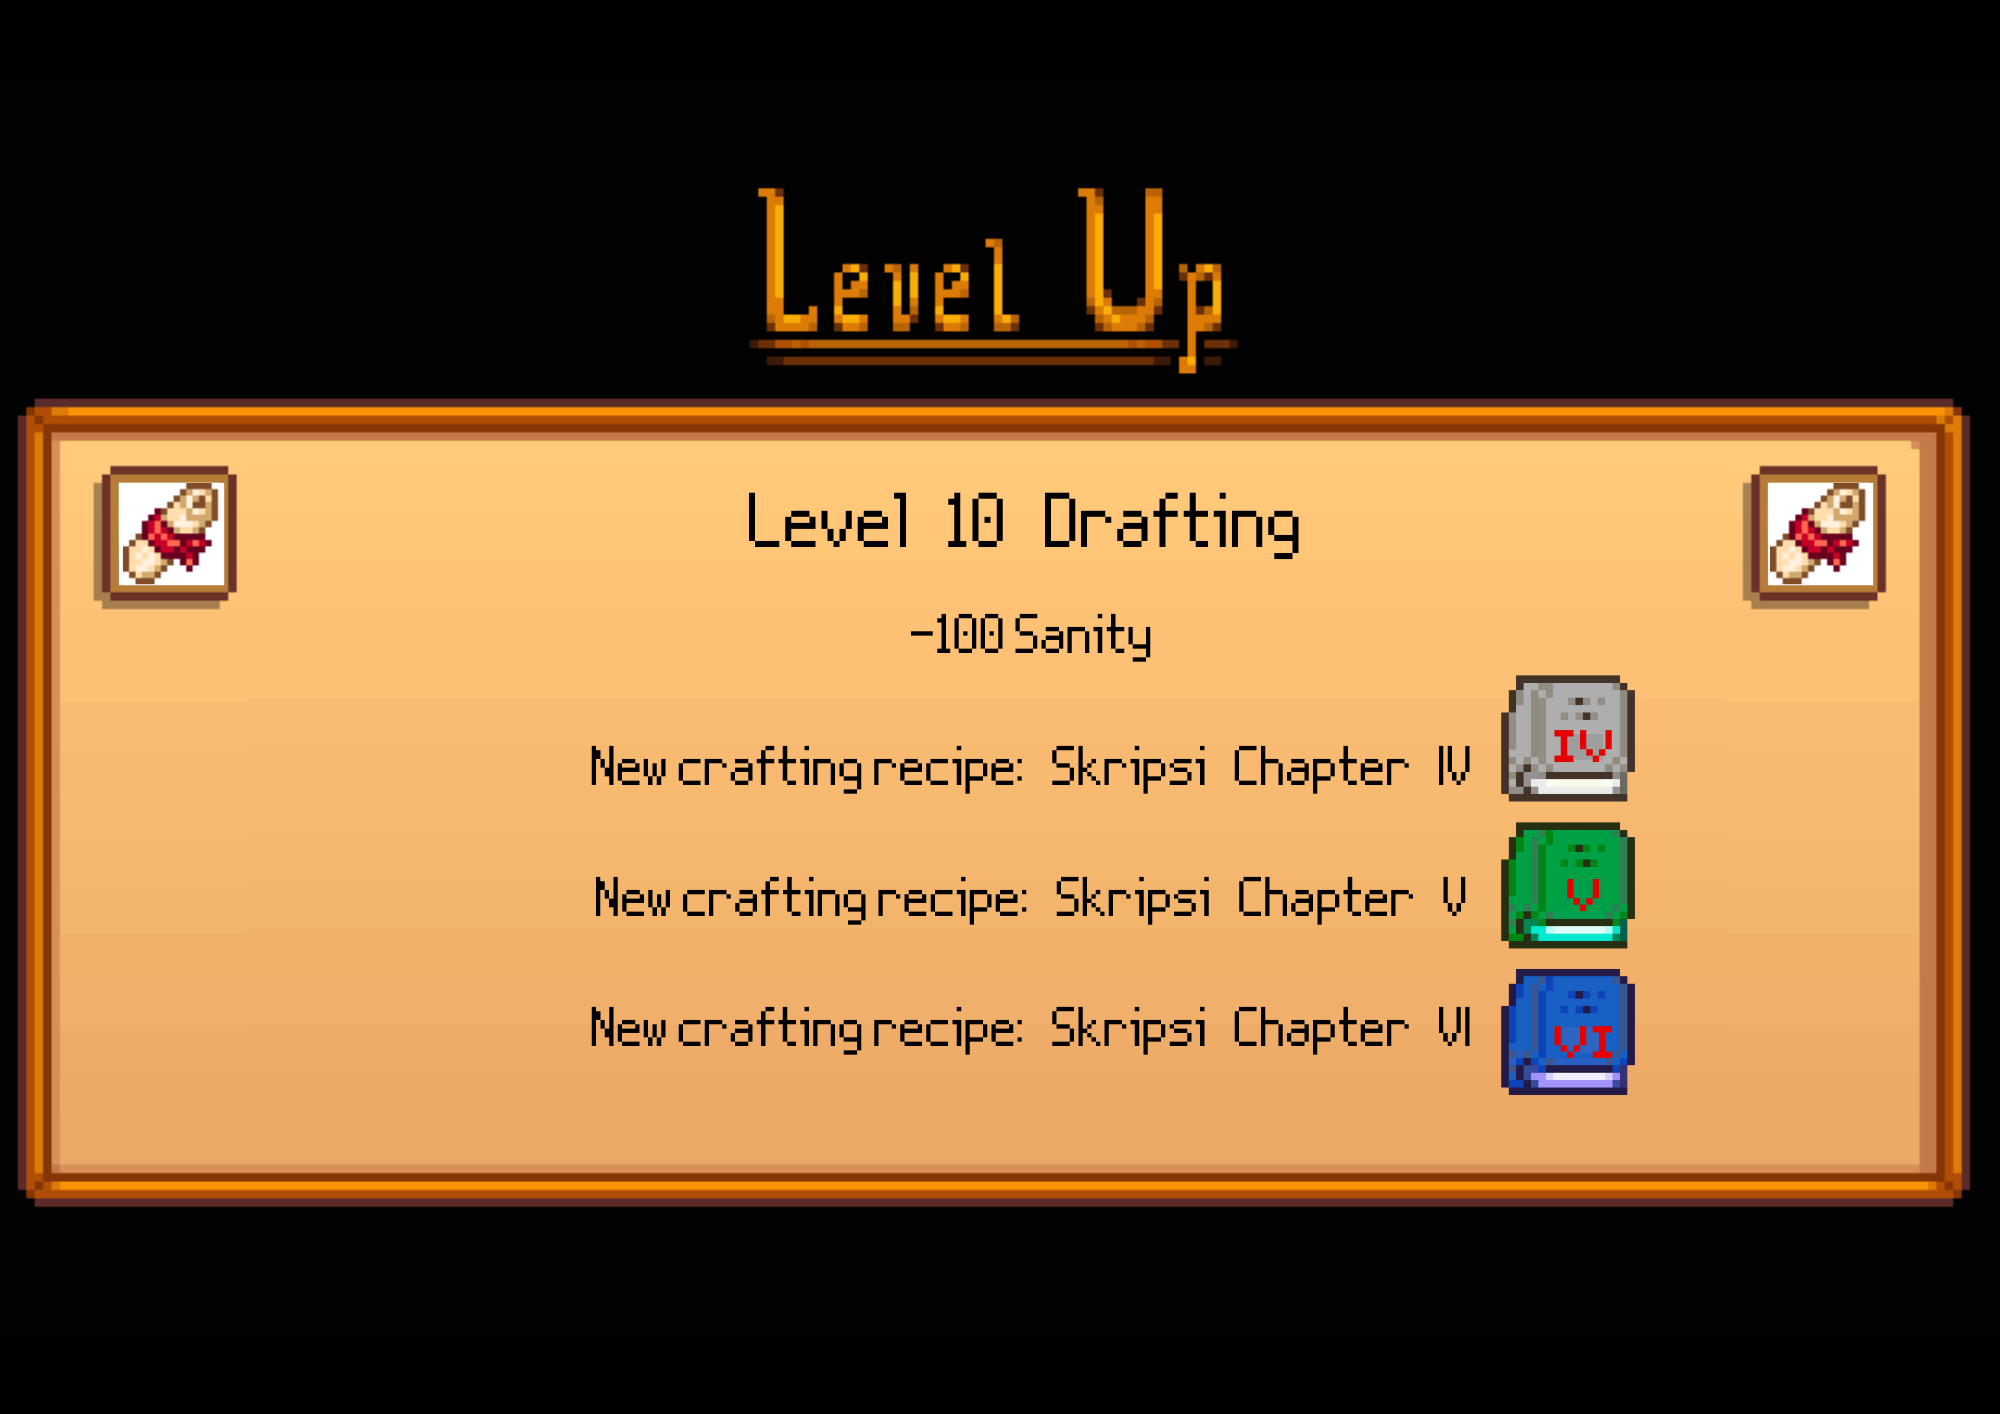 Level Up
Level 10 Drafting
-100 Sanity
New crafting recipe: Skripsi Chapter IV
IV
New crafting recipe: Skripsi Chapter V
V
New crafting recipe: Skripsi Chapter VI
VI